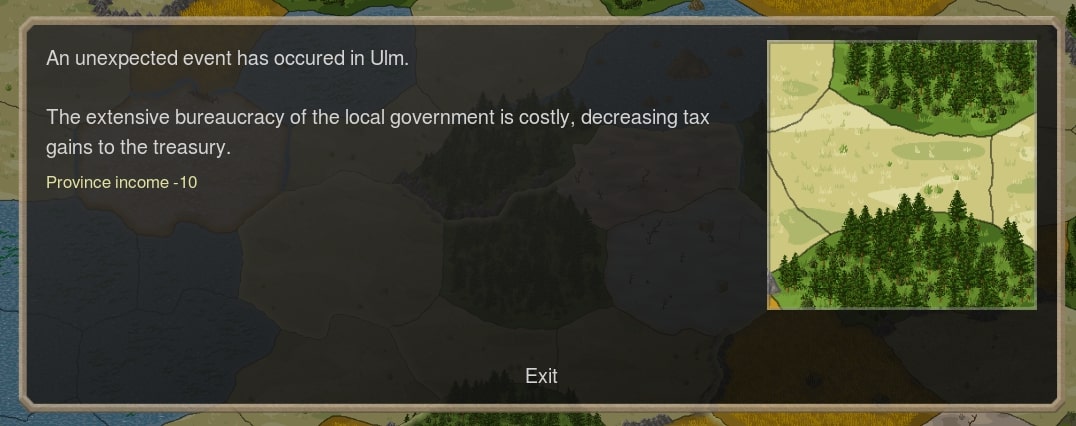 An unexpected event has occured in Ulm.
The extensive bureaucracy of the local government is costly, decreasing tax
gains to the treasury.
Province income -10
Exit